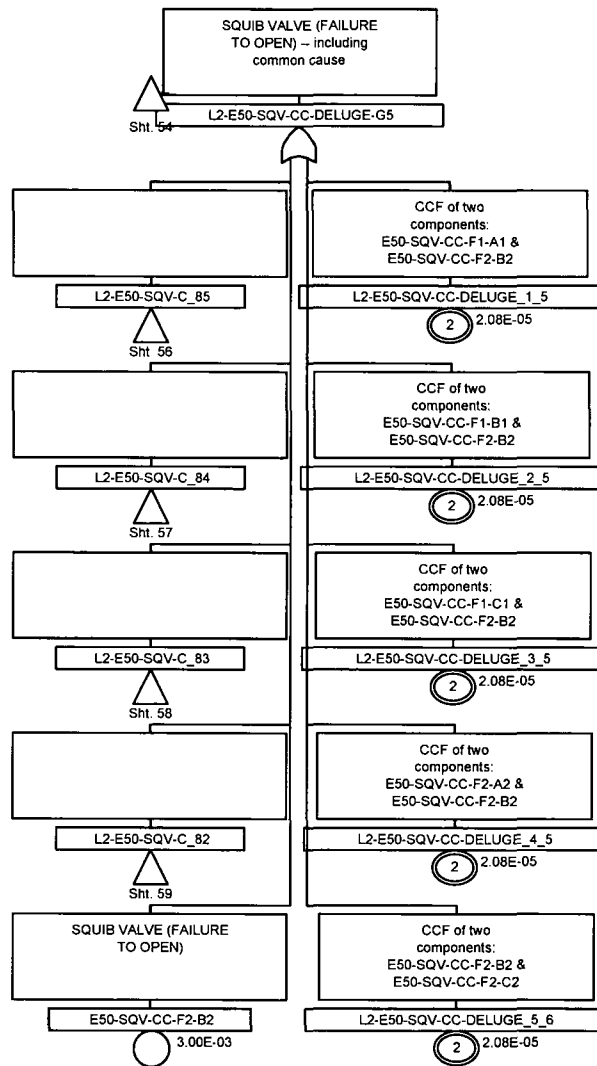 SQUIB VALVE (FAILURE
TO OPEN) – including
common cause
L2-E50-SQV-CC-DELUGE-G5
Sht. 54
L2-E50-SQV-C_85
Sht. 56
CCF of two
components:
E50-SQV-CC-F1-A1 &
E50-SQV-CC-F2-B2
L2-E50-SQV-CC-DELUGE_1_5
2
2.08E-05
L2-E50-SQV-C_84
Sht. 57
CCF of two
components:
E50-SQV-CC-F1-B1 &
E50-SQV-CC-F2-B2
L2-E50-SQV-CC-DELUGE_2_5
2
2.08E-05
L2-E50-SQV-C_83
Sht. 58
CCF of two
components:
E50-SQV-CC-F1-C1 &
E50-SQV-CC-F2-B2
L2-E50-SQV-CC-DELUGE_3_5
2
2.08E-05
L2-E50-SQV-C_82
Sht. 59
CCF of two
components:
E50-SQV-CC-F2-A2 &
E50-SQV-CC-F2-B2
L2-E50-SQV-CC-DELUGE_4_5
2
2.08E-05
SQUIB VALVE (FAILURE
TO OPEN)
E50-SQV-CC-F2-B2
3.00E-03
CCF of two
components:
E50-SQV-CC-F2-B2 &
E50-SQV-CC-F2-C2
L2-E50-SQV-CC-DELUGE_5_6
2
2.08E-05